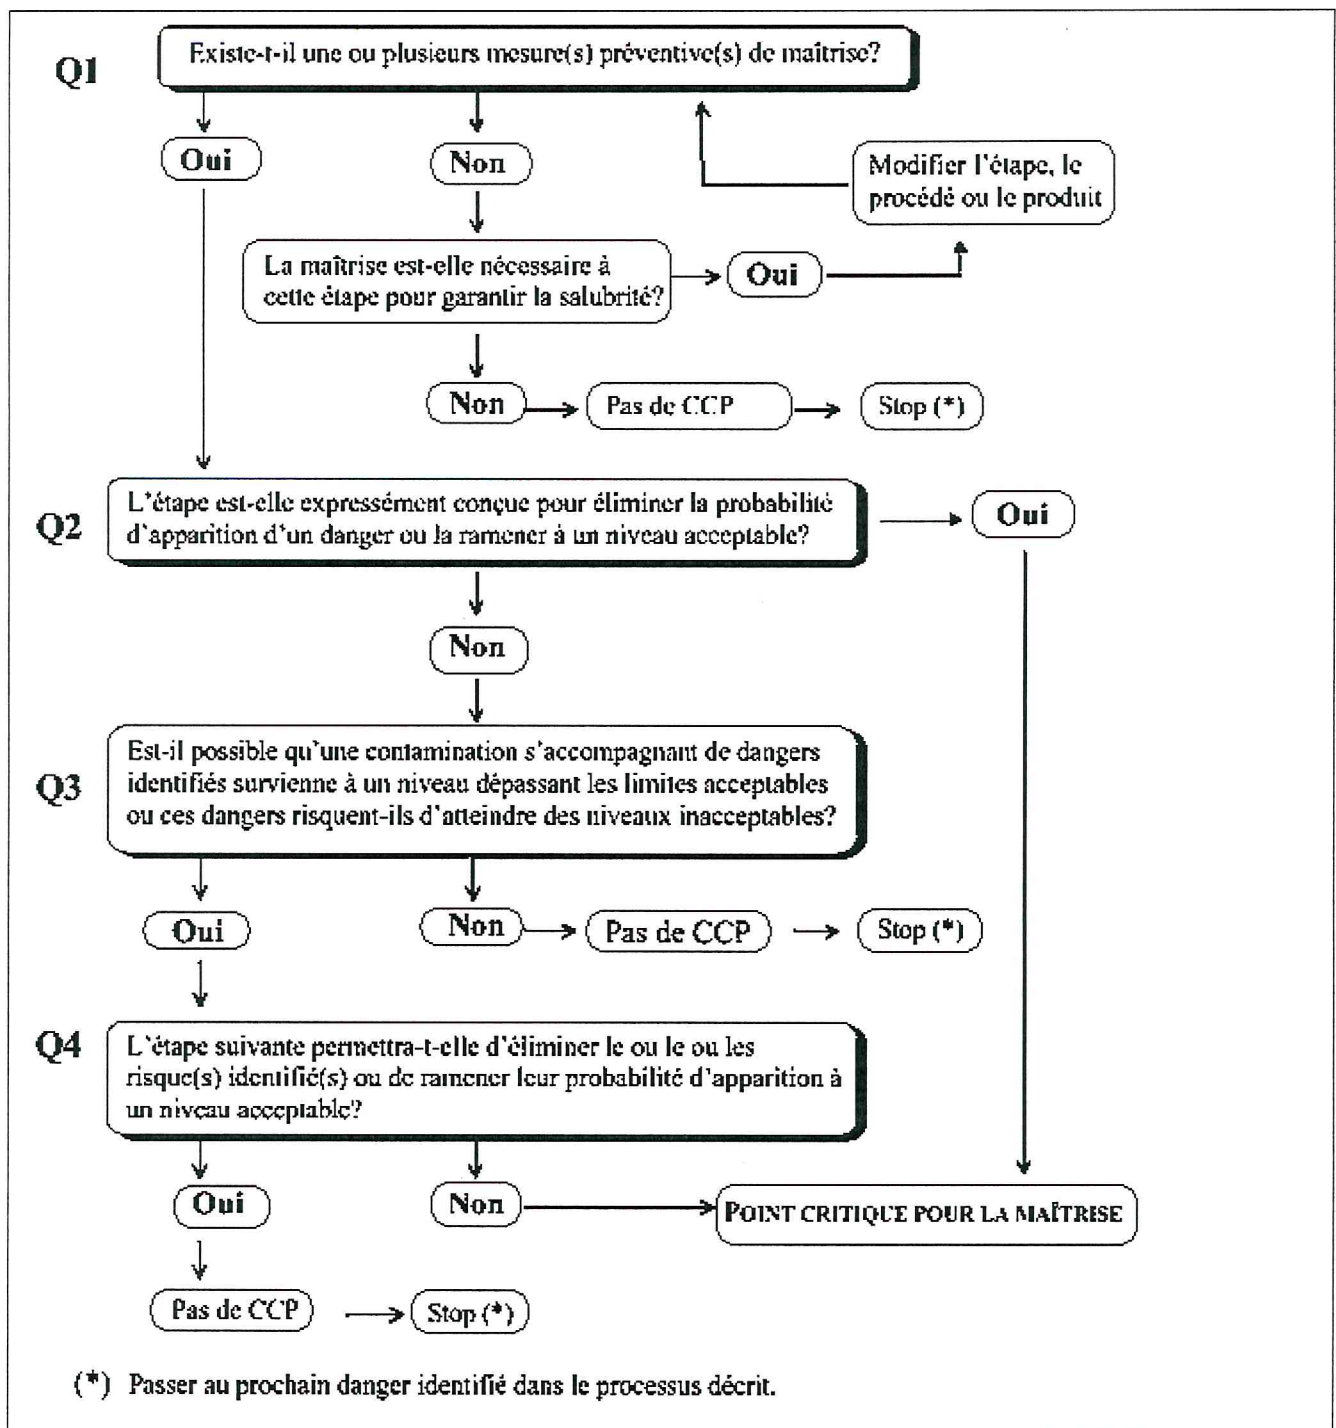 Q1
Existe-t-il une ou plusieurs mesure(s) préventive(s) de maîtrise?
Oui
Non
Modifier l'étape, le
procédé ou le produit
La maîtrise est-elle nécessaire à
cette étape pour garantir la salubrité?
Oui
Non
Pas de CCP
Stop (*)
Q2
L'étape est-elle expressément conçue pour éliminer la probabilité
d'apparition d'un danger ou la ramener à un niveau acceptable?
Oui
Non
Q3
Est-il possible qu'une contamination s'accompagnant de dangers
identifiés survienne à un niveau dépassant les limites acceptables
ou ces dangers risquent-ils d'atteindre des niveaux inacceptables?
Oui
Non
Pas de CCP
Stop (*)
Q4
L'étape suivante permettra-t-elle d'éliminer le ou le ou les
risque(s) identifié(s) ou de ramener leur probabilité d'apparition à
un niveau acceptable?
Oui
Non
POINT CRITIQUE POUR LA MAÎTRISE
Pas de CCP
Stop (*)
(*) Passer au prochain danger identifié dans le processus décrit.